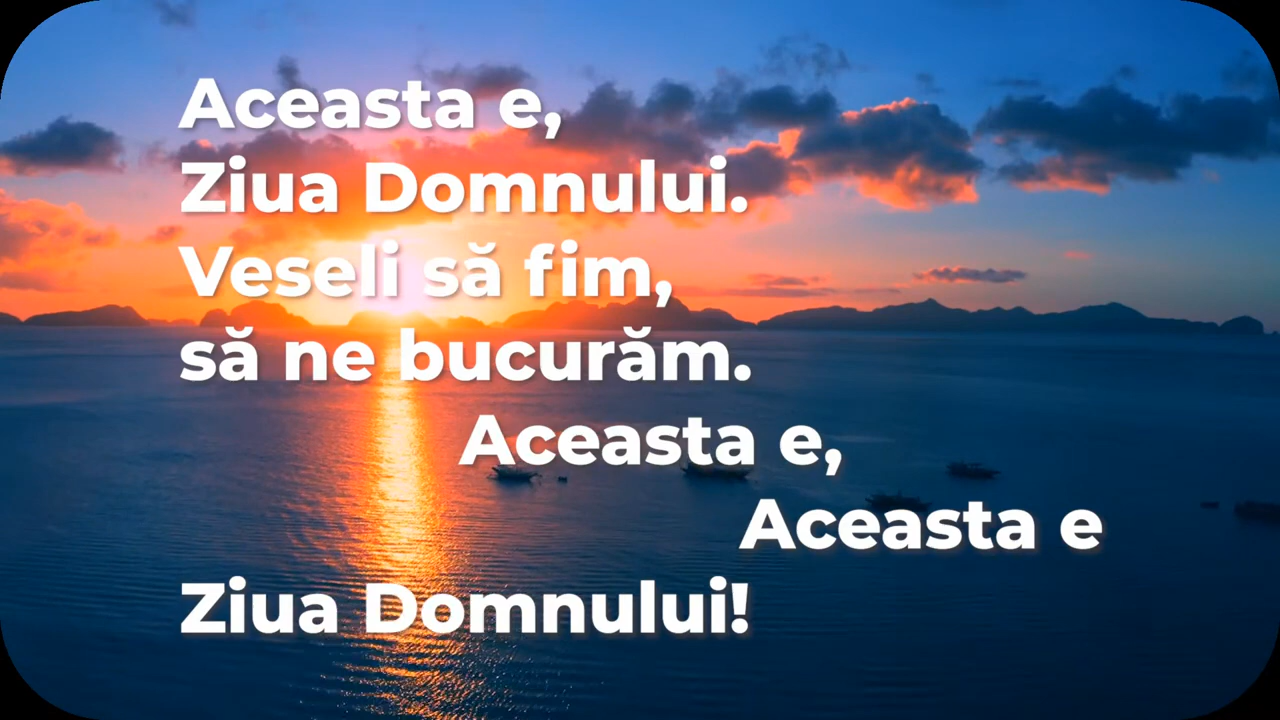 Aceasta e,
Ziua Domnului.
Veseli să fim,
să ne bucurăm.
Aceasta e,
Aceasta e
Ziua Domnului!